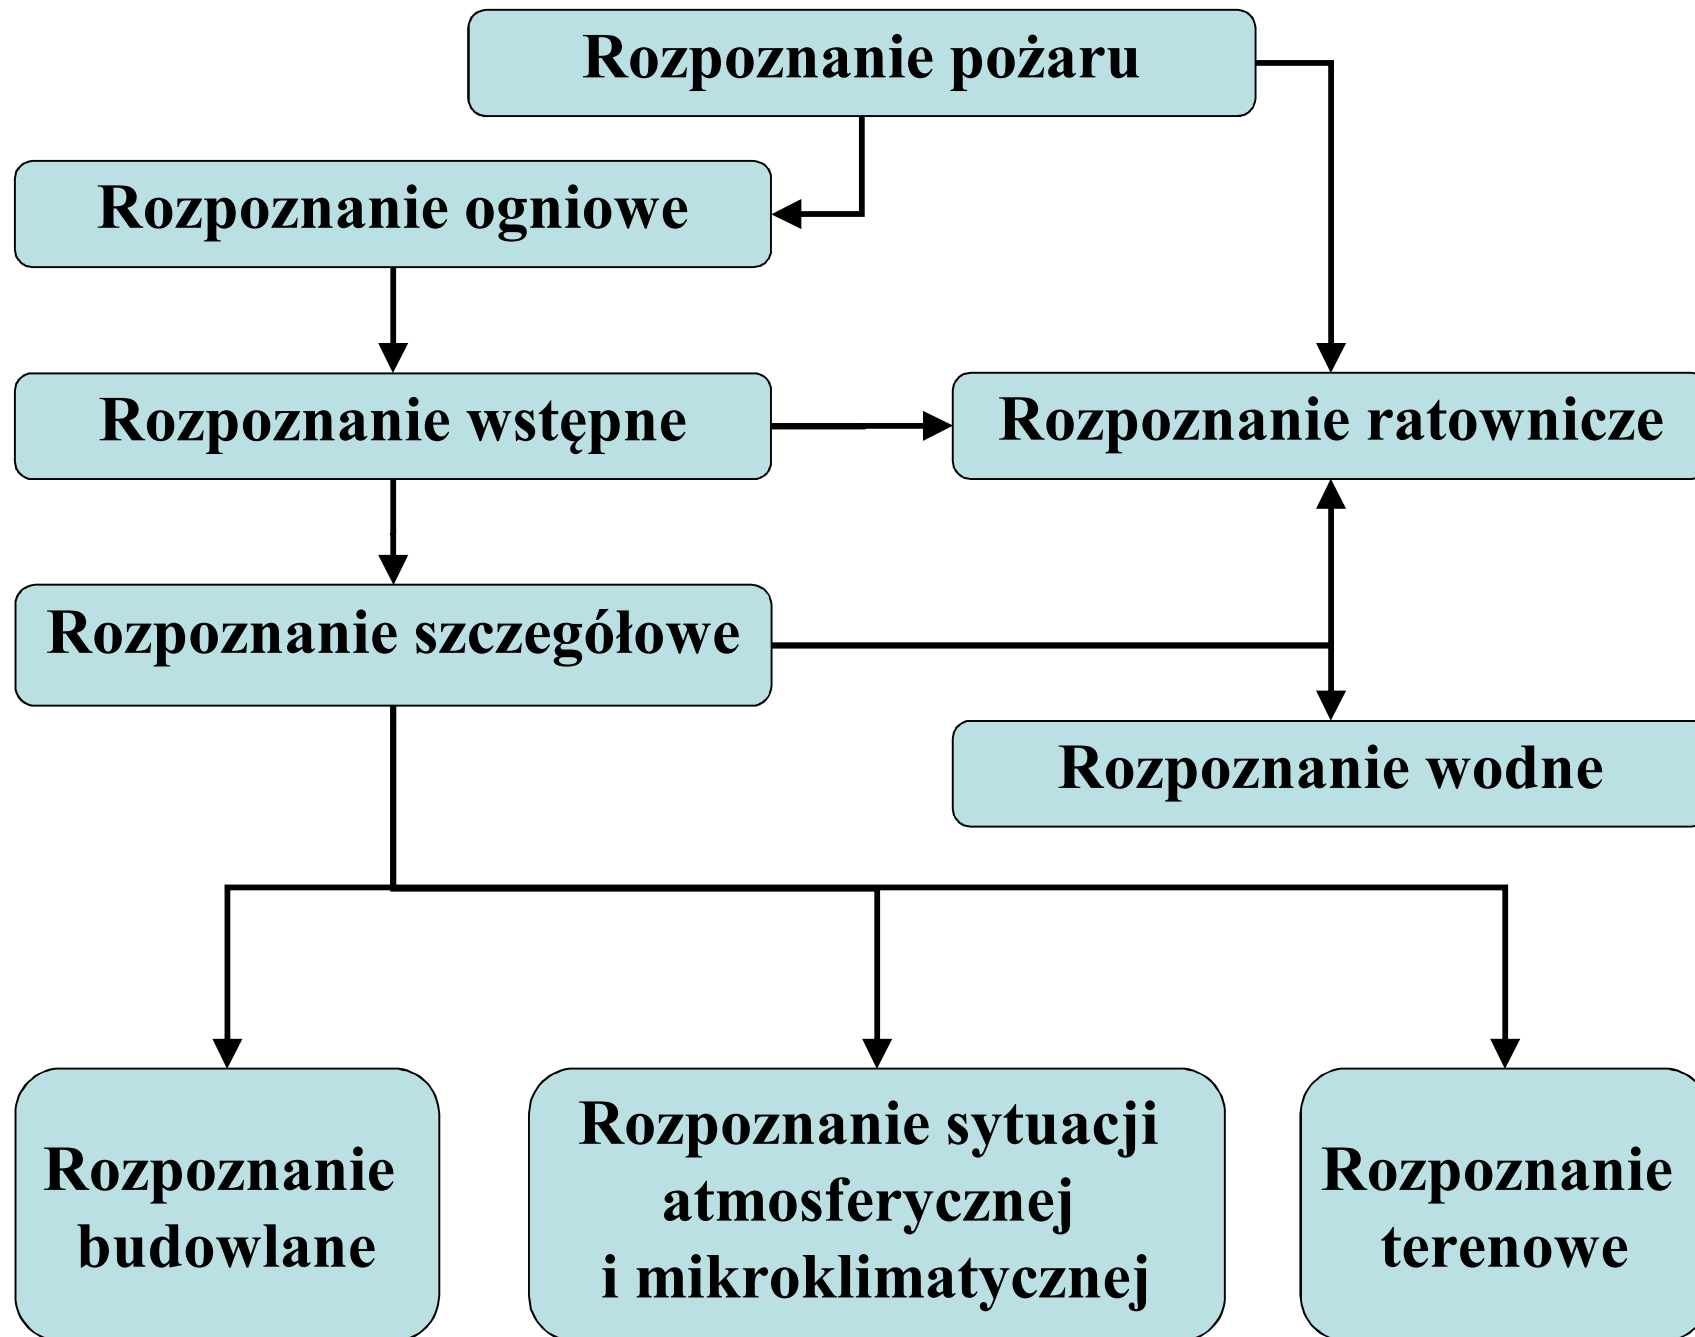 Rozpoznanie pożaru
Rozpoznanie ogniowe
Rozpoznanie wstępne
Rozpoznanie ratownicze
Rozpoznanie szczegółowe
Rozpoznanie wodne
Rozpoznanie
budowlane
Rozpoznanie sytuacji
atmosferycznej
i mikroklimatycznej
Rozpoznanie
terenowe